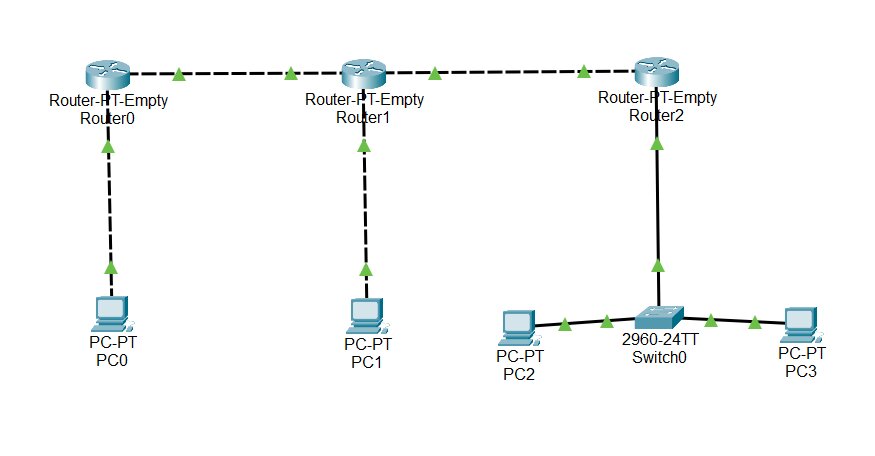 Router-PT-Empty
Router0
Router-PT-Empty
Router1
Router-PT-Empty
Router2
PC-PT
PC0
PC-PT
PC1
PC-PT
PC2
2960-24TT
Switch0
PC-PT
PC3